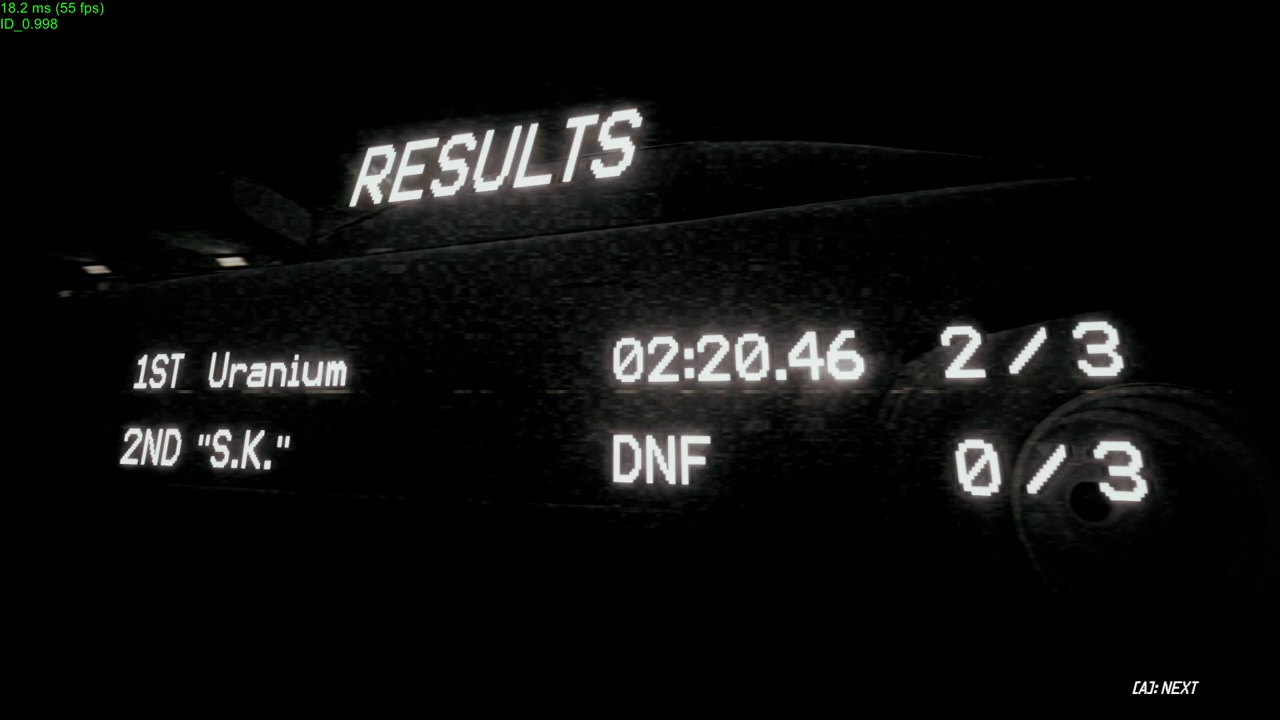 18.2 ms (55 fps)
ID_0.998
RESULTS
1ST Uranium 02:20.46 2 / 3
2ND "S.K." DNF 0 / 3
[A]: NEXT